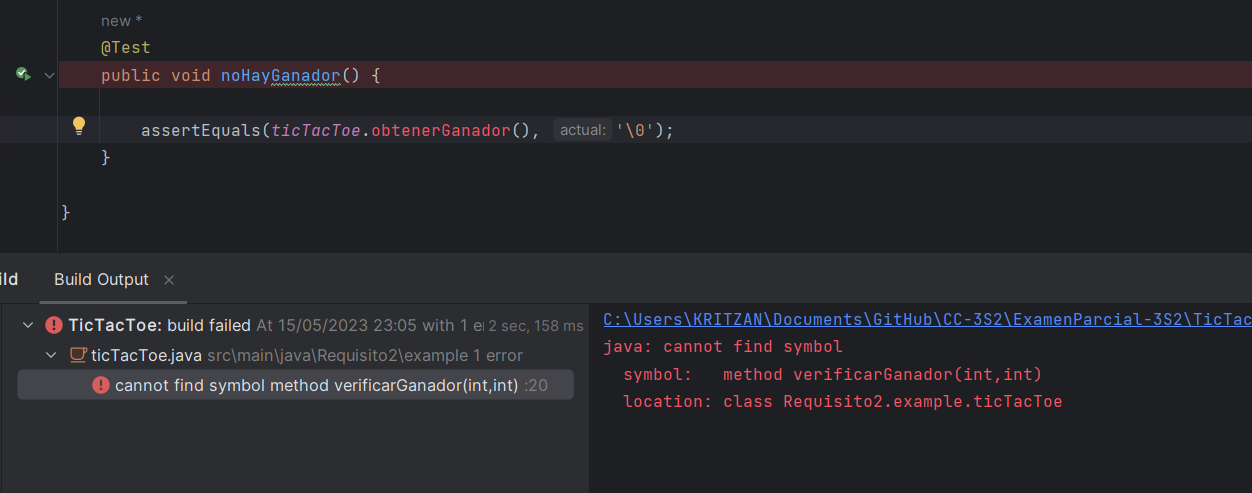 new *
@Test
public void noHayGanador() {
assertEquals(ticTacToe.obtenerGanador(), actual: '\0');
}
}
ild Build Output ×
TicTacToe: build failed At 15/05/2023 23:05 with 1 er 2 sec, 158 ms
ticTacToe.java src\main\java\Requisito2\example 1 error
cannot find symbol method verificarGanador(int,int) :20
C:\Users\KRITZAN\Documents\GitHub\CC-3S2\ExamenParcial-3S2\TicTac
java: cannot find symbol
symbol: method verificarGanador(int,int)
location: class Requisito2.example.ticTacToe